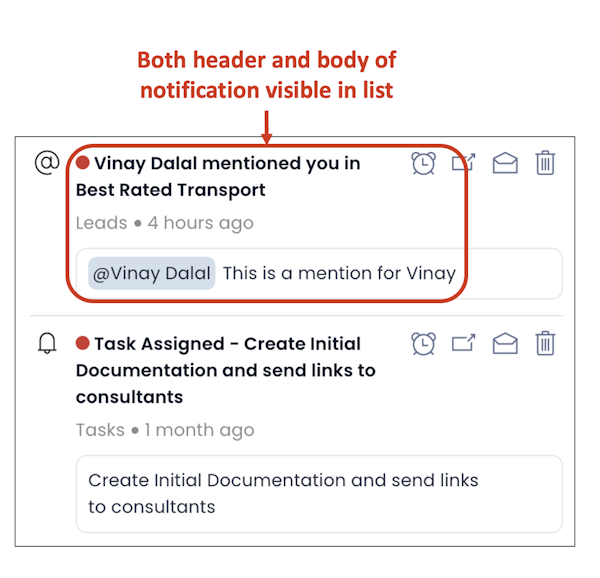 Both header and body of
notification visible in list
@ Vinay Dalal mentioned you in
Best Rated Transport
Leads • 4 hours ago
@Vinay Dalal This is a mention for Vinay
Task Assigned - Create Initial
Documentation and send links to
consultants
Tasks • 1 month ago
Create Initial Documentation and send links
to consultants